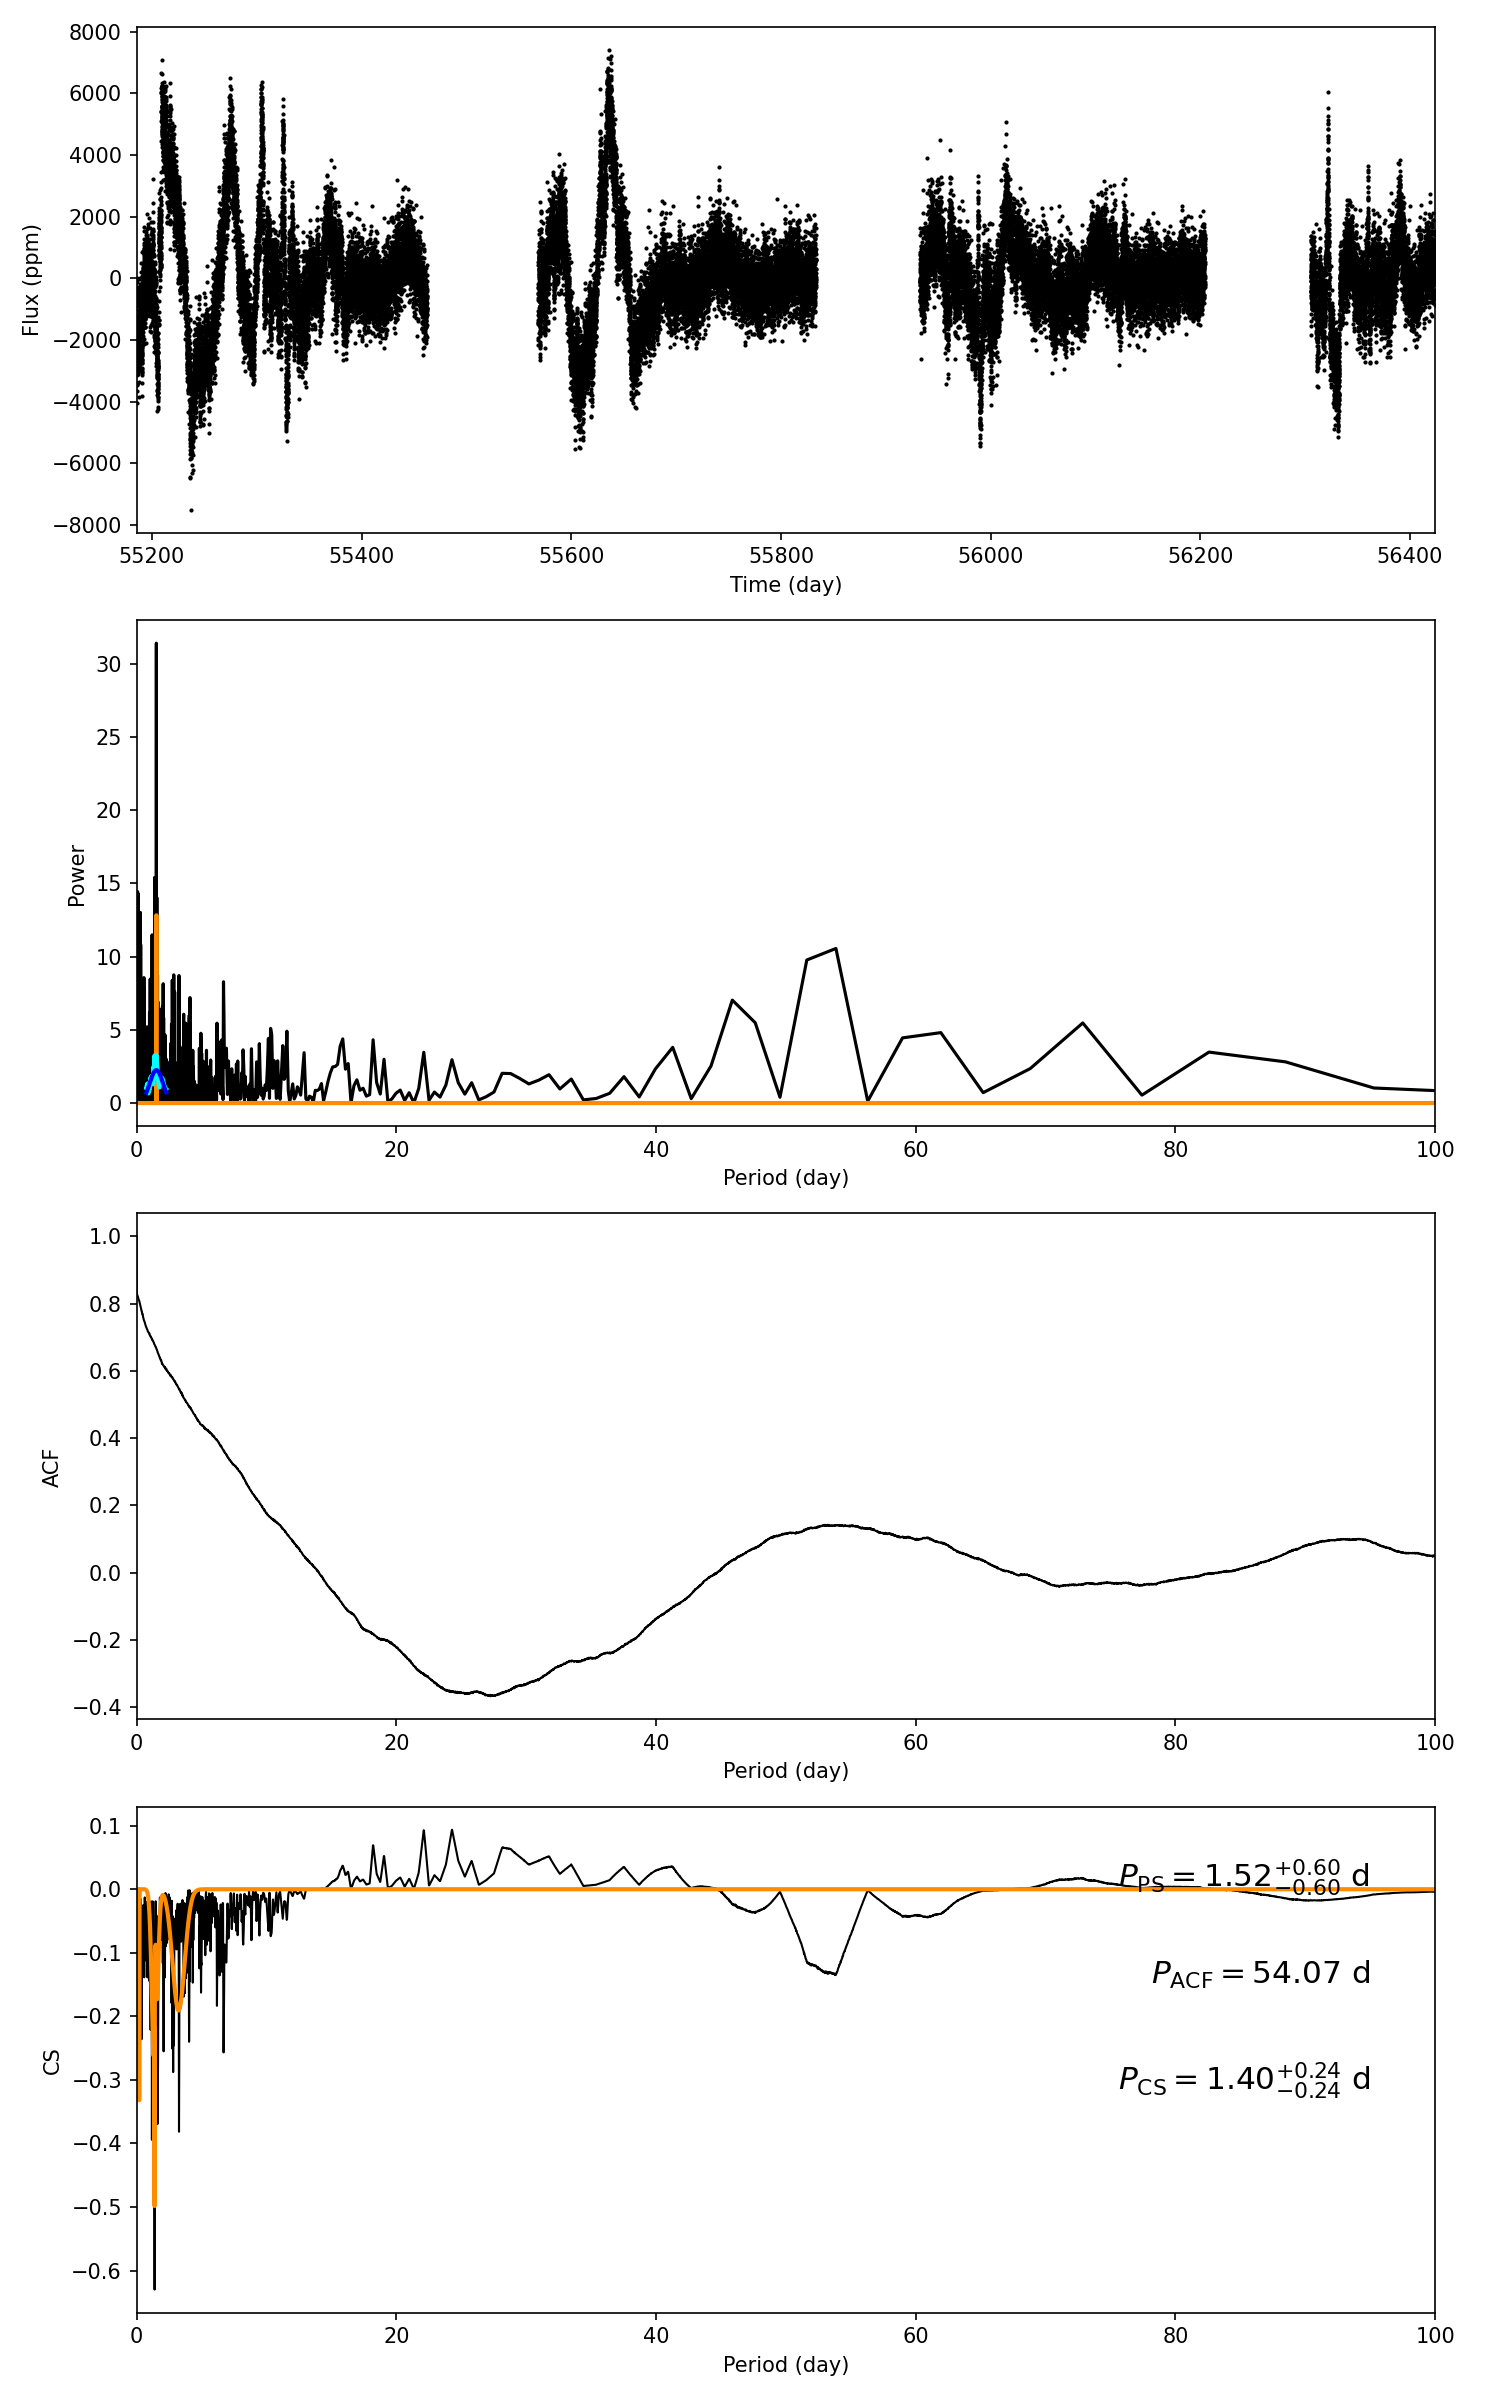 8000
6000
4000
2000
0
−2000
−4000
−6000
−8000
Flux (ppm)
55200 55400 55600 55800 56000 56200 56400
Time (day)
30
25
20
15
10
5
0
Power
0 20 40 60 80 100
Period (day)
1.0
0.8
0.6
0.4
0.2
0.0
−0.2
−0.4
ACF
0 20 40 60 80 100
Period (day)
0.1
0.0
−0.1
−0.2
−0.3
−0.4
−0.5
−0.6
CS
P_PS = 1.52 +0.60 −0.60 d
P_ACF = 54.07 d
P_CS = 1.40 +0.24 −0.24 d
0 20 40 60 80 100
Period (day)